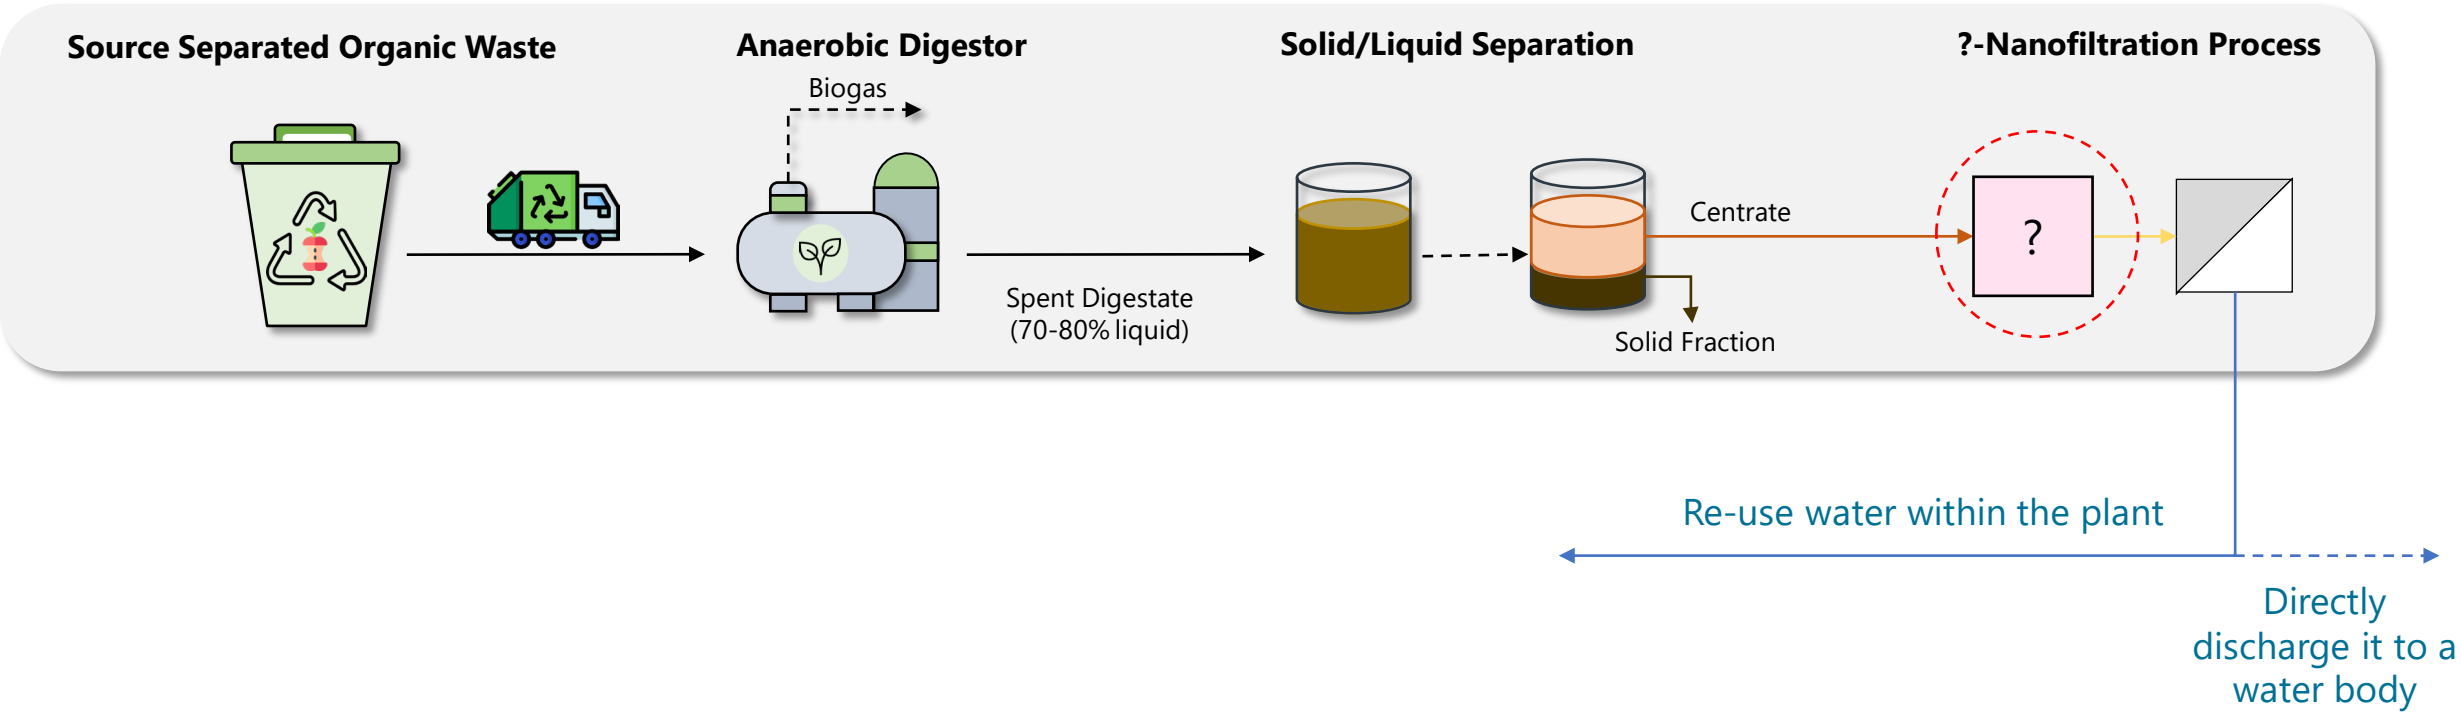 Source Separated Organic Waste
Anaerobic Digestor
Solid/Liquid Separation
?-Nanofiltration Process
Biogas
Centrate
?
Spent Digestate
(70-80% liquid)
Solid Fraction
Re-use water within the plant
Directly
discharge it to a
water body